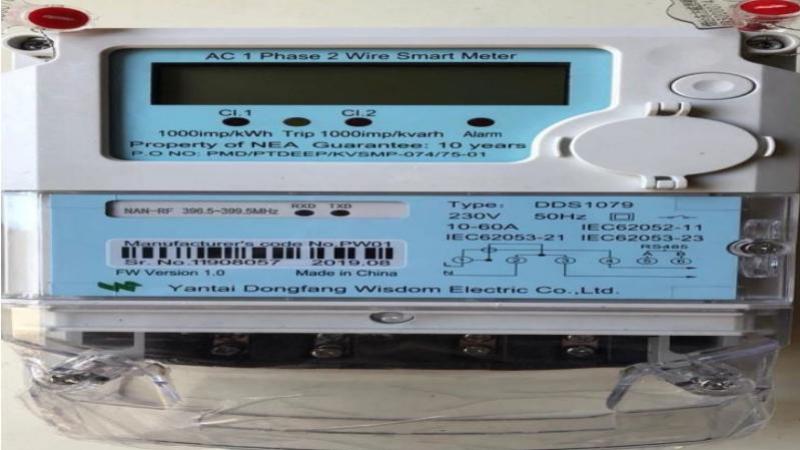 AC 1 Phase 2 Wire Smart Meter
Cl.1 Cl.2
1000imp/kWh Trip 1000imp/kvarh Alarm
Property of NEA Guarantee: 10 years
P.O NO: PMD/PTDEEP/KVSMP-074/75-01
NAN-RF 396.5~399.5MHz RXD TXD
Type: DDS1079
230V 50Hz
10-60A IEC62052-11
IEC62053-21 IEC62053-23
RS485
A B
Manufacturer's code No.PW01
Sr. No.11908057 2019.08
FW Version 1.0 Made in China
L
N
Yantai Dongfang Wisdom Electric Co.,Ltd.